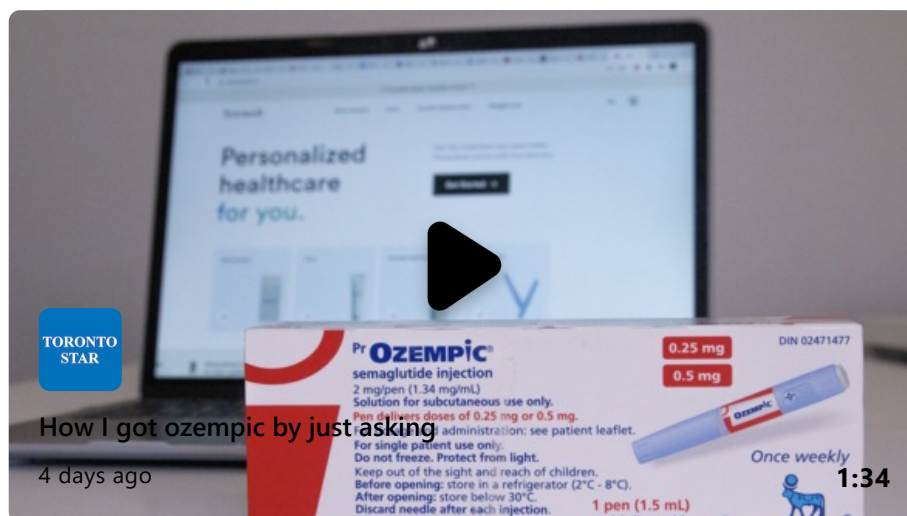 Personalized
healthcare
for you.
Get Started
TORONTO
STAR
Pr OZEMPIC®
semaglutide injection
2 mg/pen (1.34 mg/mL)
Solution for subcutaneous use only.
Pen delivers doses of 0.25 mg or 0.5 mg.
administration: see patient leaflet.
For single patient use only.
Do not freeze. Protect from light.
Keep out of the sight and reach of children.
Before opening: store in a refrigerator (2°C - 8°C).
After opening: store below 30°C.
Discard needle after each injection.
0.25 mg
0.5 mg
DIN 02471477
OZEMPIC
Once weekly
1 pen (1.5 mL)
How I got ozempic by just asking
4 days ago
1:34